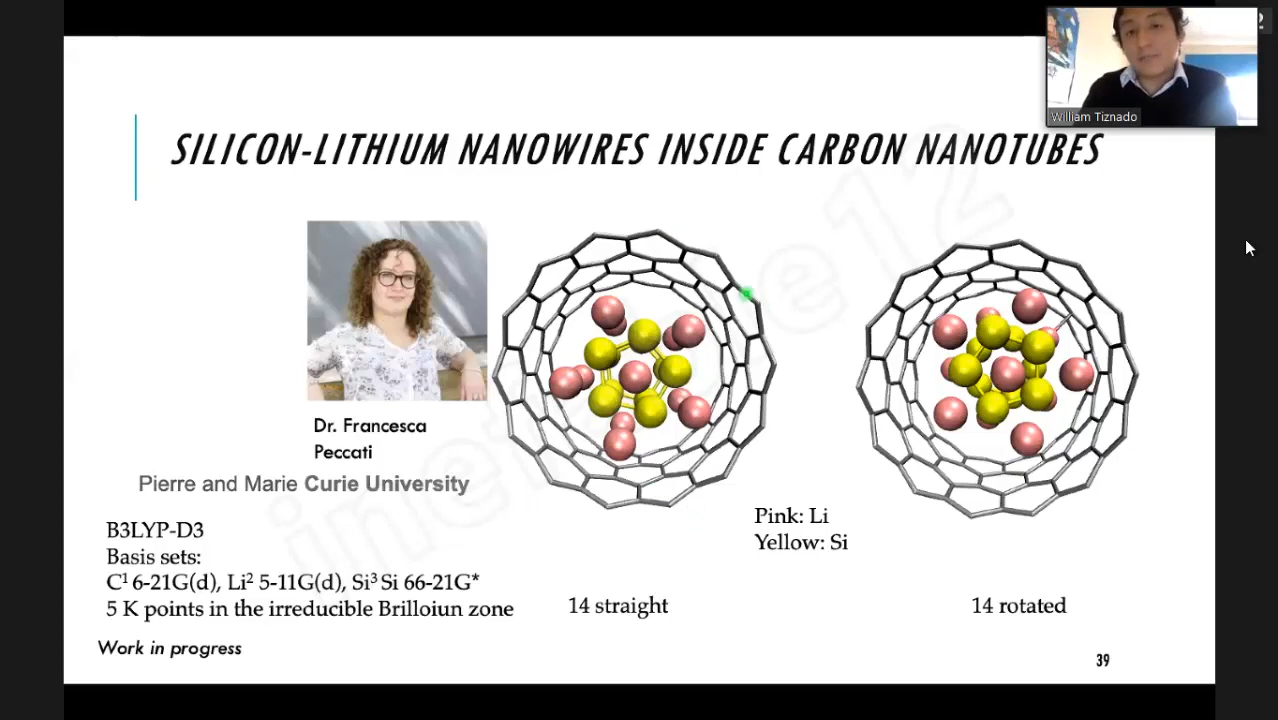 William Tiznado
SILICON-LITHIUM NANOWIRES INSIDE CARBON NANOTUBES
Dr. Francesca
Peccati
Pierre and Marie Curie University
B3LYP-D3
Basis sets:
C¹ 6-21G(d), Li² 5-11G(d), Si³ Si 66-21G*
5 K points in the irreducible Brilloiun zone
Pink: Li
Yellow: Si
14 straight
14 rotated
Work in progress
39